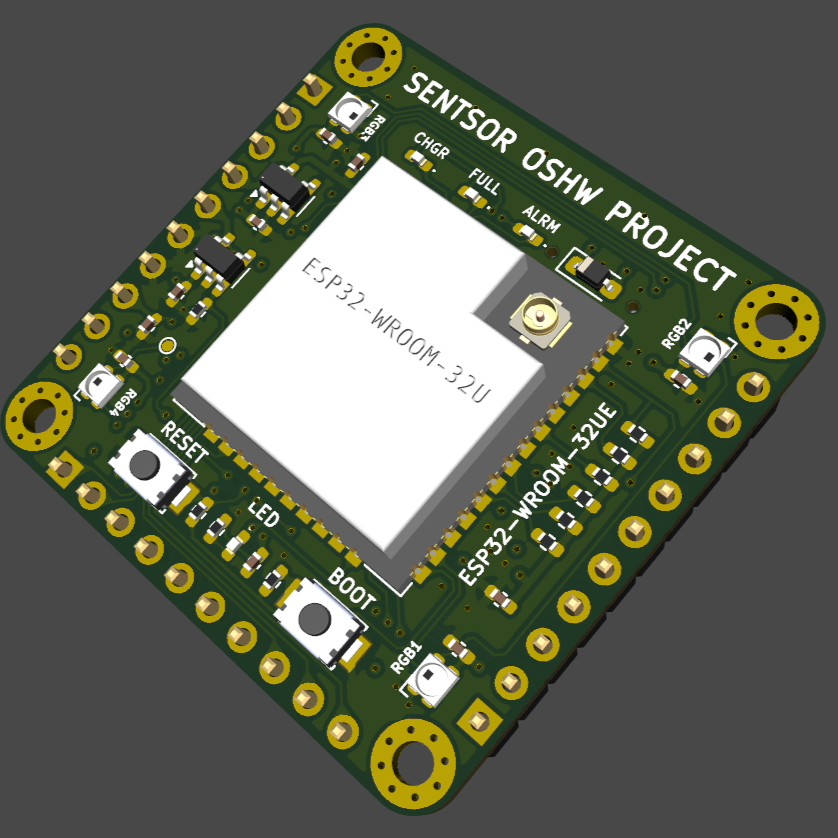 SENTSOR OSHW PROJECT
RGB3
CHGR
FULL
ALRM
ESP32-WROOM-32U
RGB2
RGB4
RESET
LED
ESP32-WROOM-32UE
BOOT
RGB1